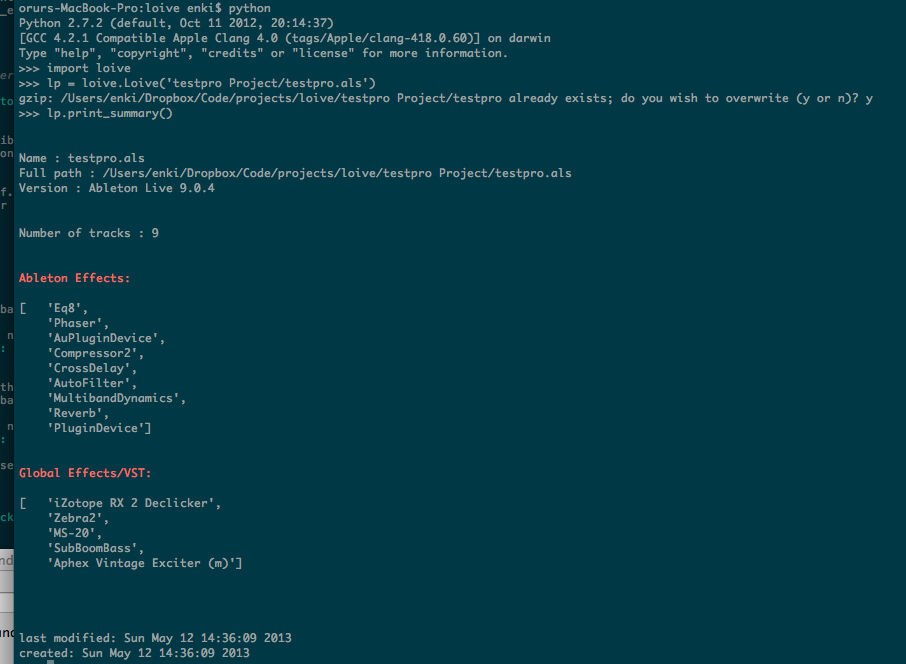 orurs-MacBook-Pro:loive enki$ python
Python 2.7.2 (default, Oct 11 2012, 20:14:37)
[GCC 4.2.1 Compatible Apple Clang 4.0 (tags/Apple/clang-418.0.60)] on darwin
Type "help", "copyright", "credits" or "license" for more information.
>>> import loive
>>> lp = loive.Loive('testpro Project/testpro.als')
gzip: /Users/enki/Dropbox/Code/projects/loive/testpro Project/testpro already exists; do you wish to overwrite (y or n)? y
>>> lp.print_summary()
Name : testpro.als
Full path : /Users/enki/Dropbox/Code/projects/loive/testpro Project/testpro.als
Version : Ableton Live 9.0.4
Number of tracks : 9
Ableton Effects:
[   'Eq8',
    'Phaser',
    'AuPluginDevice',
    'Compressor2',
    'CrossDelay',
    'AutoFilter',
    'MultibandDynamics',
    'Reverb',
    'PluginDevice']
Global Effects/VST:
[   'iZotope RX 2 Declicker',
    'Zebra2',
    'MS-20',
    'SubBoomBass',
    'Aphex Vintage Exciter (m)']
last modified: Sun May 12 14:36:09 2013
created: Sun May 12 14:36:09 2013